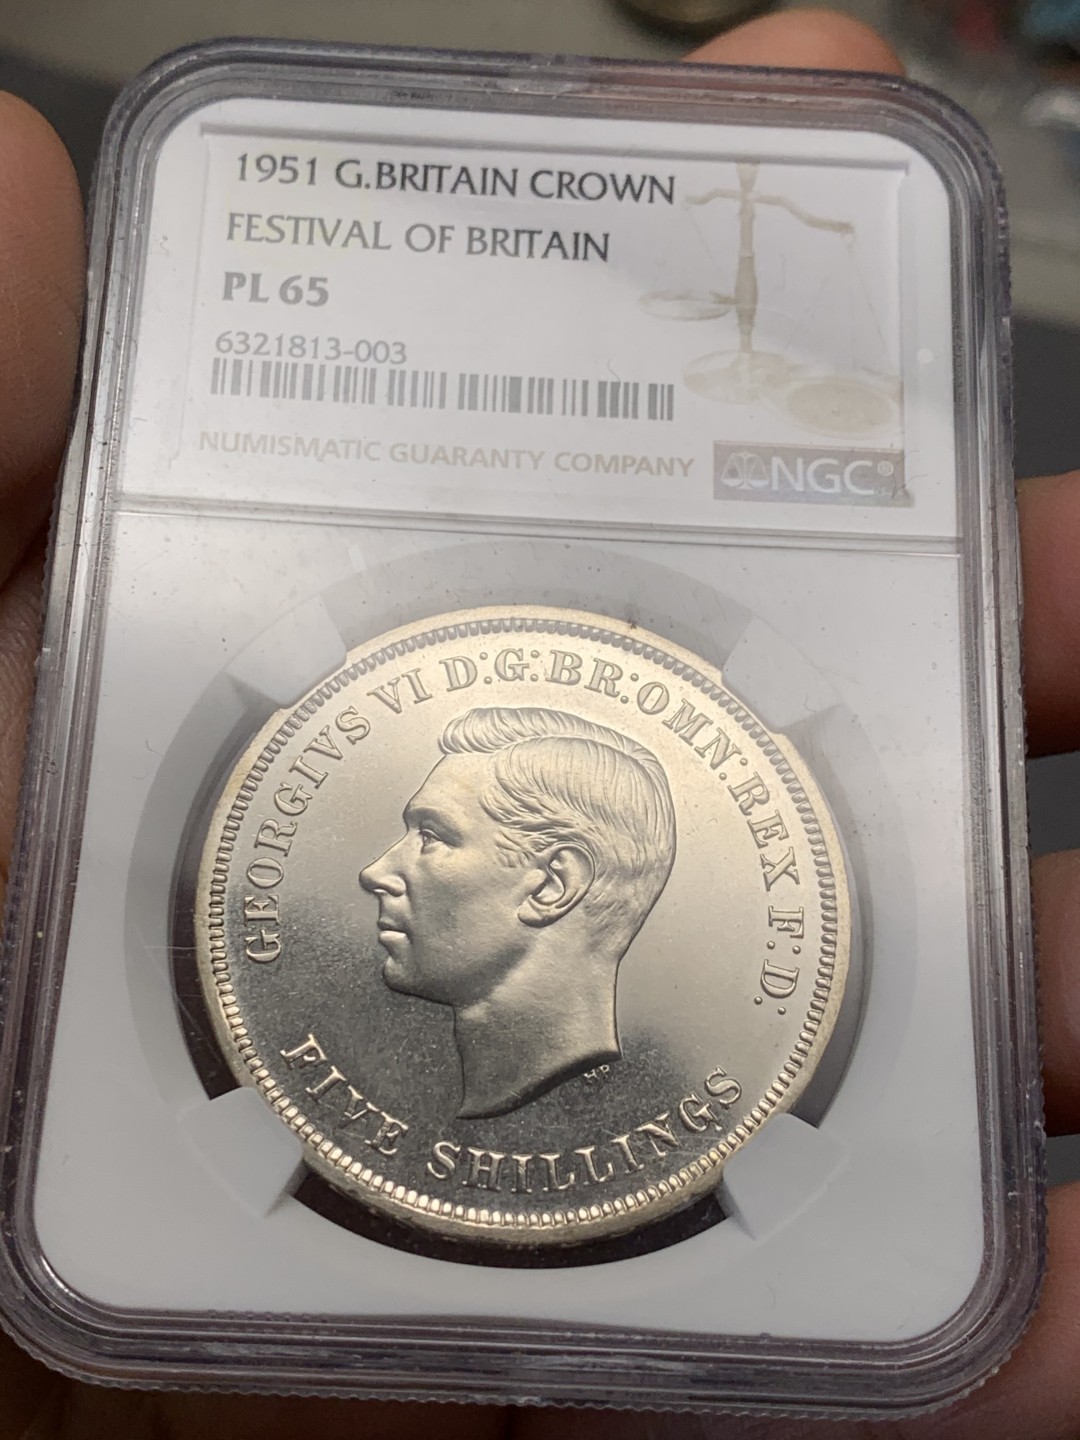 1951 G.BRITAIN CROWN
FESTIVAL OF BRITAIN
PL 65
6321813-003
NUMISMATIC GUARANTY COMPANY
NGC®
GEORGIVS VI D:G:BR:OMN:REX F:D:
HP
FIVE SHILLINGS